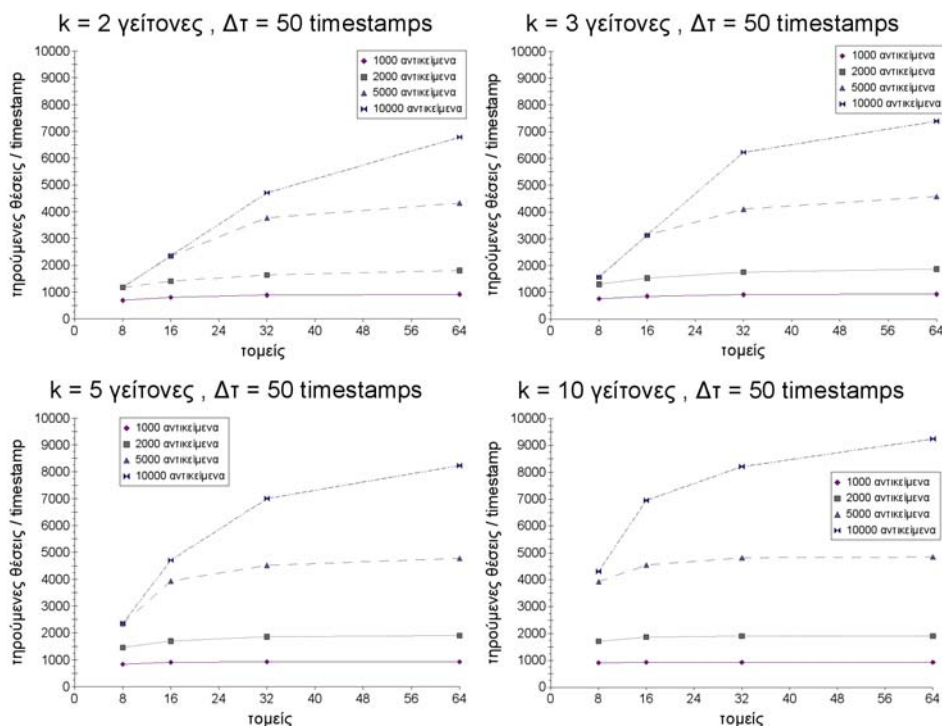 k = 2 γείτονες , Δτ = 50 timestamps
τηρούμενες θέσεις / timestamp
10000
9000
8000
7000
6000
5000
4000
3000
2000
1000
0
1000 αντικείμενα
2000 αντικείμενα
5000 αντικείμενα
10000 αντικείμενα
0 8 16 24 32 40 48 56 64
τομείς
k = 3 γείτονες , Δτ = 50 timestamps
τηρούμενες θέσεις / timestamp
10000
9000
8000
7000
6000
5000
4000
3000
2000
1000
0
1000 αντικείμενα
2000 αντικείμενα
5000 αντικείμενα
10000 αντικείμενα
0 8 16 24 32 40 48 56 64
τομείς
k = 5 γείτονες , Δτ = 50 timestamps
τηρούμενες θέσεις / timestamp
10000
9000
8000
7000
6000
5000
4000
3000
2000
1000
0
1000 αντικείμενα
2000 αντικείμενα
5000 αντικείμενα
10000 αντικείμενα
0 8 16 24 32 40 48 56 64
τομείς
k = 10 γείτονες , Δτ = 50 timestamps
τηρούμενες θέσεις / timestamp
10000
9000
8000
7000
6000
5000
4000
3000
2000
1000
0
1000 αντικείμενα
2000 αντικείμενα
5000 αντικείμενα
10000 αντικείμενα
0 8 16 24 32 40 48 56 64
τομείς